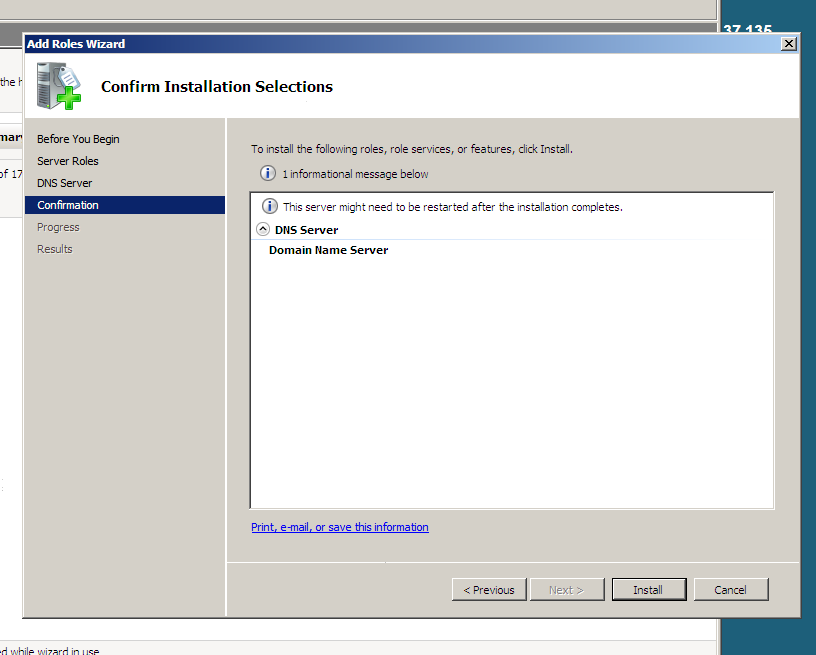 37.135
Add Roles Wizard
the h
Confirm Installation Selections
mary
of 17
Before You Begin
Server Roles
DNS Server
Confirmation
Progress
Results
To install the following roles, role services, or features, click Install.
1 informational message below
This server might need to be restarted after the installation completes.
DNS Server
Domain Name Server
Print, e-mail, or save this information
< Previous
Next >
Install
Cancel
ed while wizard in use